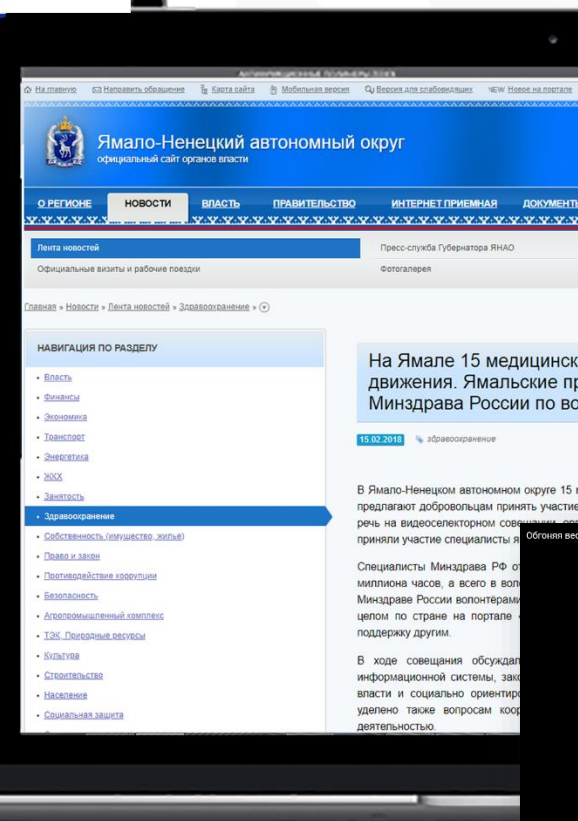 На главную Направить обращение Карта сайта Мобильная версия Версия для слабовидящих NEW Новое на портале
Ямало-Ненецкий автономный округ
официальный сайт органов власти
О РЕГИОНЕ НОВОСТИ ВЛАСТЬ ПРАВИТЕЛЬСТВО ИНТЕРНЕТ ПРИЕМНАЯ ДОКУМЕНТЫ
Лента новостей Пресс-служба Губернатора ЯНАО
Официальные визиты и рабочие поездки Фотогалерея
Главная » Новости » Лента новостей » Здравоохранение »
НАВИГАЦИЯ ПО РАЗДЕЛУ
• Власть
• Финансы
• Экономика
• Транспорт
• Энергетика
• ЖКХ
• Занятость
• Здравоохранение
• Собственность (имущество, жилье)
• Право и закон
• Противодействие коррупции
• Безопасность
• Агропромышленный комплекс
• ТЭК, Природные ресурсы
• Культура
• Строительство
• Население
• Социальная защита
На Ямале 15 медицинск
движения. Ямальские пр
Минздрава России по во
15.02.2018 здравоохранение
В Ямало-Ненецком автономном округе 15 м
предлагают добровольцам принять участие
речь на видеоселекторном совещании, орг
приняли участие специалисты я
Специалисты Минздрава РФ от
миллиона часов, а всего в вол
Минздраве России волонтёрами
целом по стране на портале
поддержку другим.
В ходе совещания обсуждал
информационной системы, зако
власти и социально ориентиро
уделено также вопросам коор
деятельностью.
Обгоняя вес